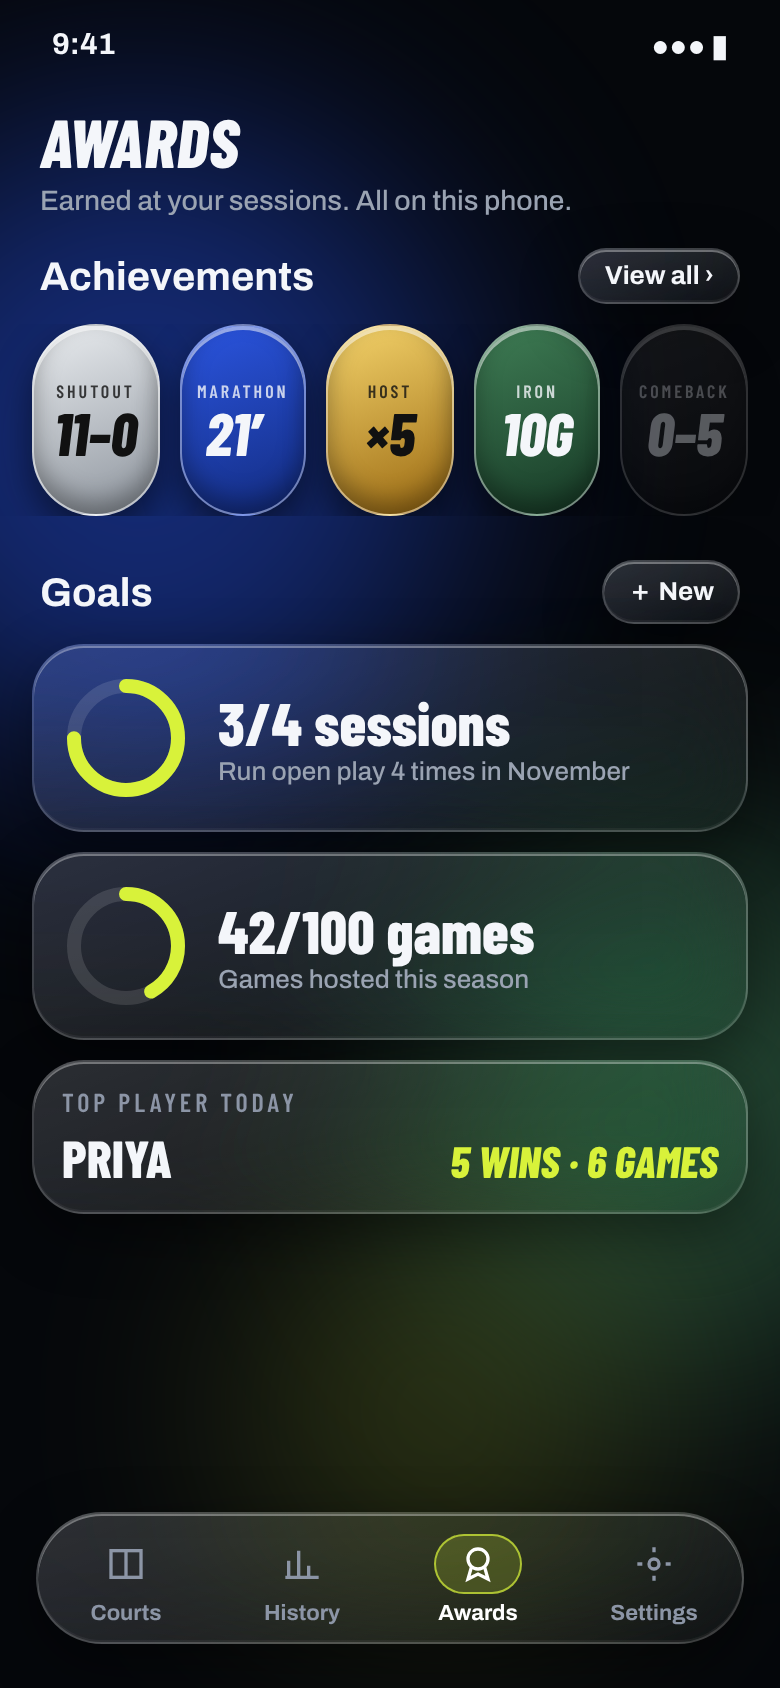 9:41
AWARDS
Earned at your sessions. All on this phone.
Achievements
View all ›
SHUTOUT
11–0
MARATHON
21′
HOST
×5
IRON
10G
COMEBACK
0–5
Goals
+ New
3/4 sessions
Run open play 4 times in November
42/100 games
Games hosted this season
TOP PLAYER TODAY
PRIYA
5 WINS · 6 GAMES
Courts
History
Awards
Settings